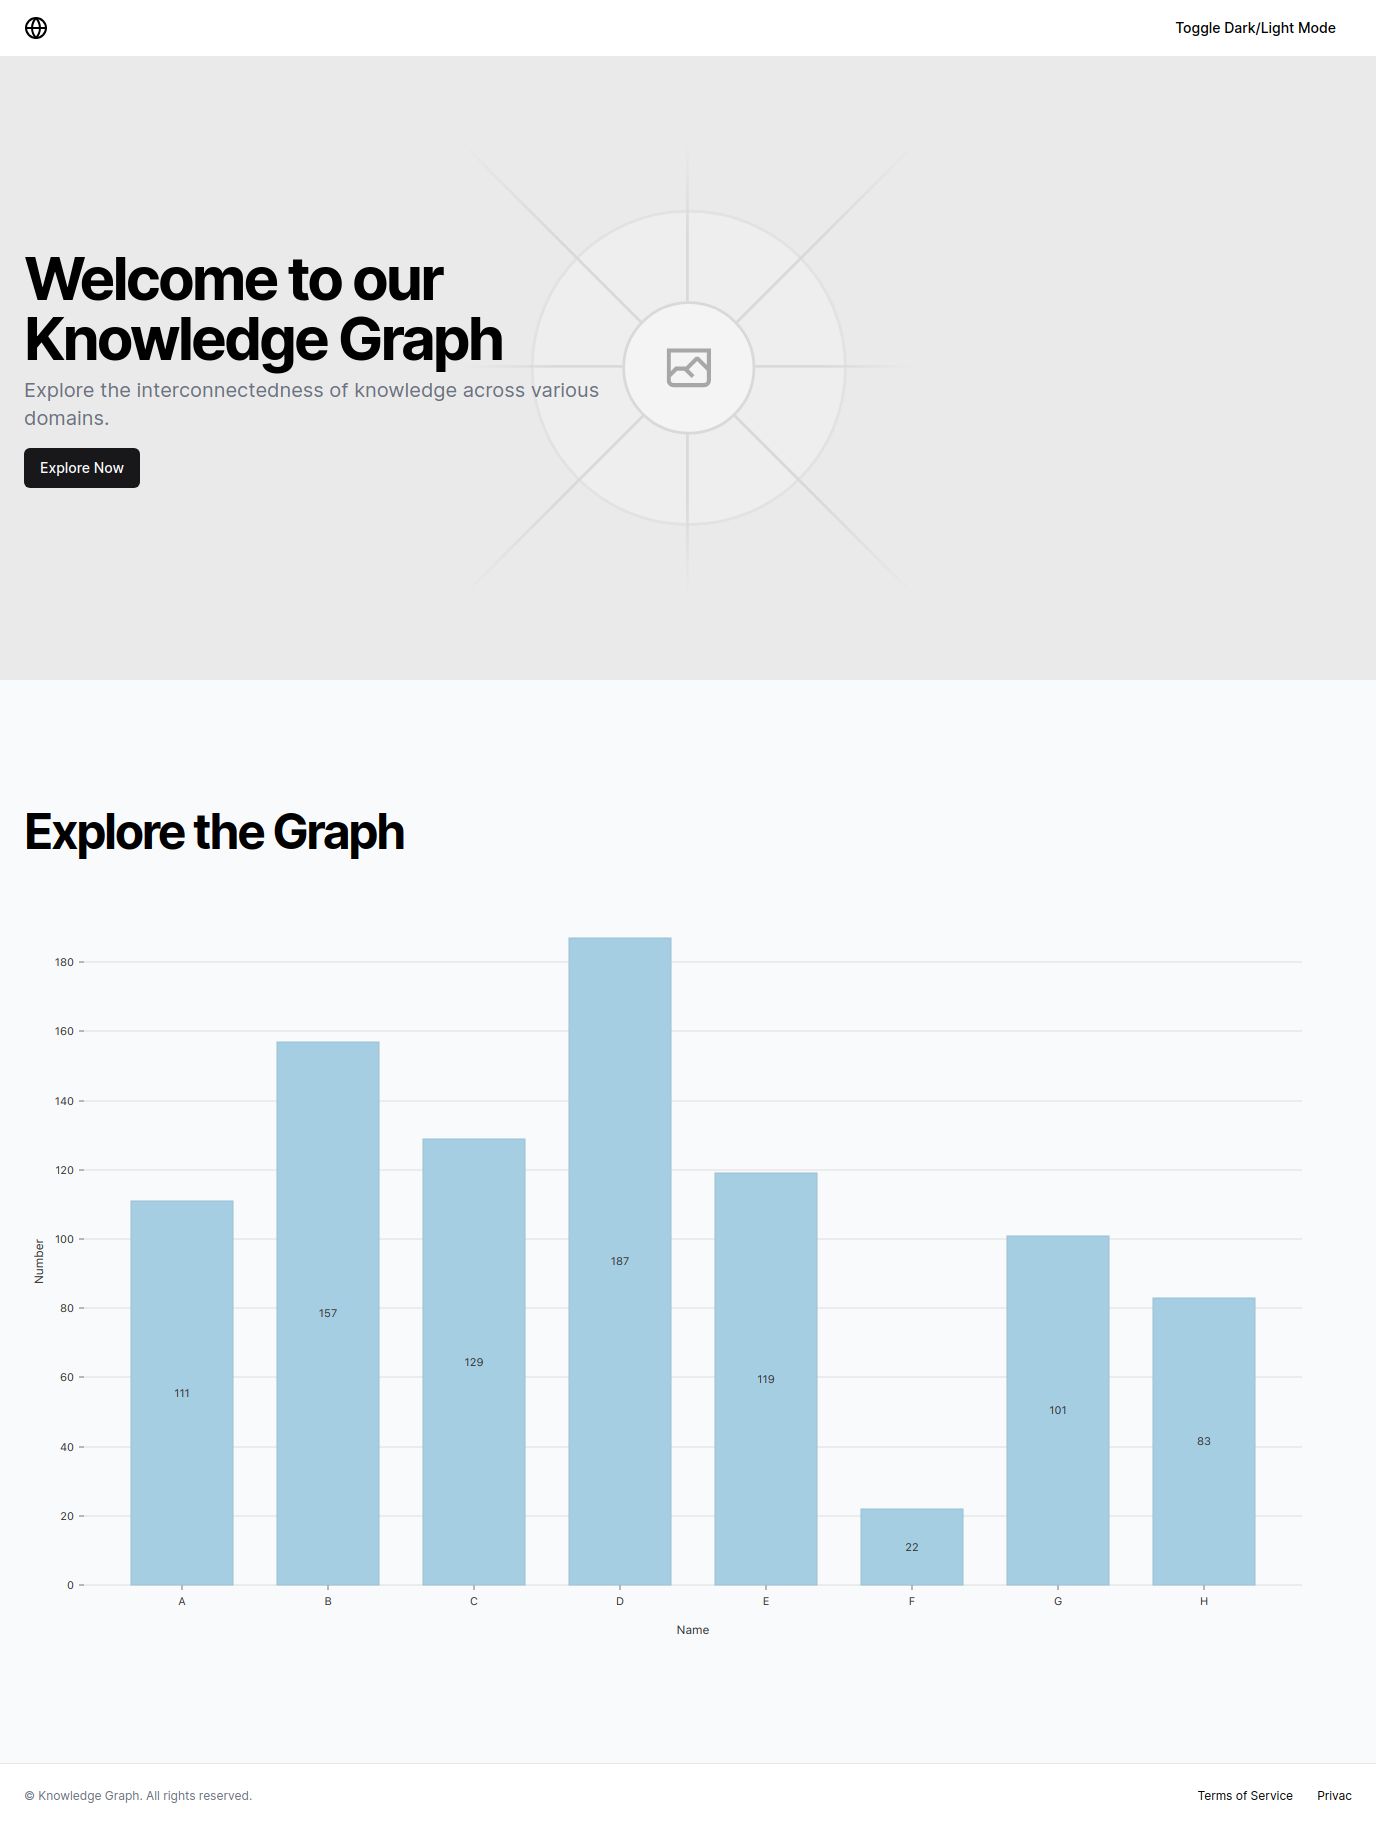 Toggle Dark/Light Mode
Welcome to our
Knowledge Graph
Explore the interconnectedness of knowledge across various
domains.
Explore Now
Explore the Graph
180
160
140
120
100
80
60
40
20
0
Number
111
157
129
187
119
22
101
83
A B C D E F G H
Name
© Knowledge Graph. All rights reserved.
Terms of Service Privac